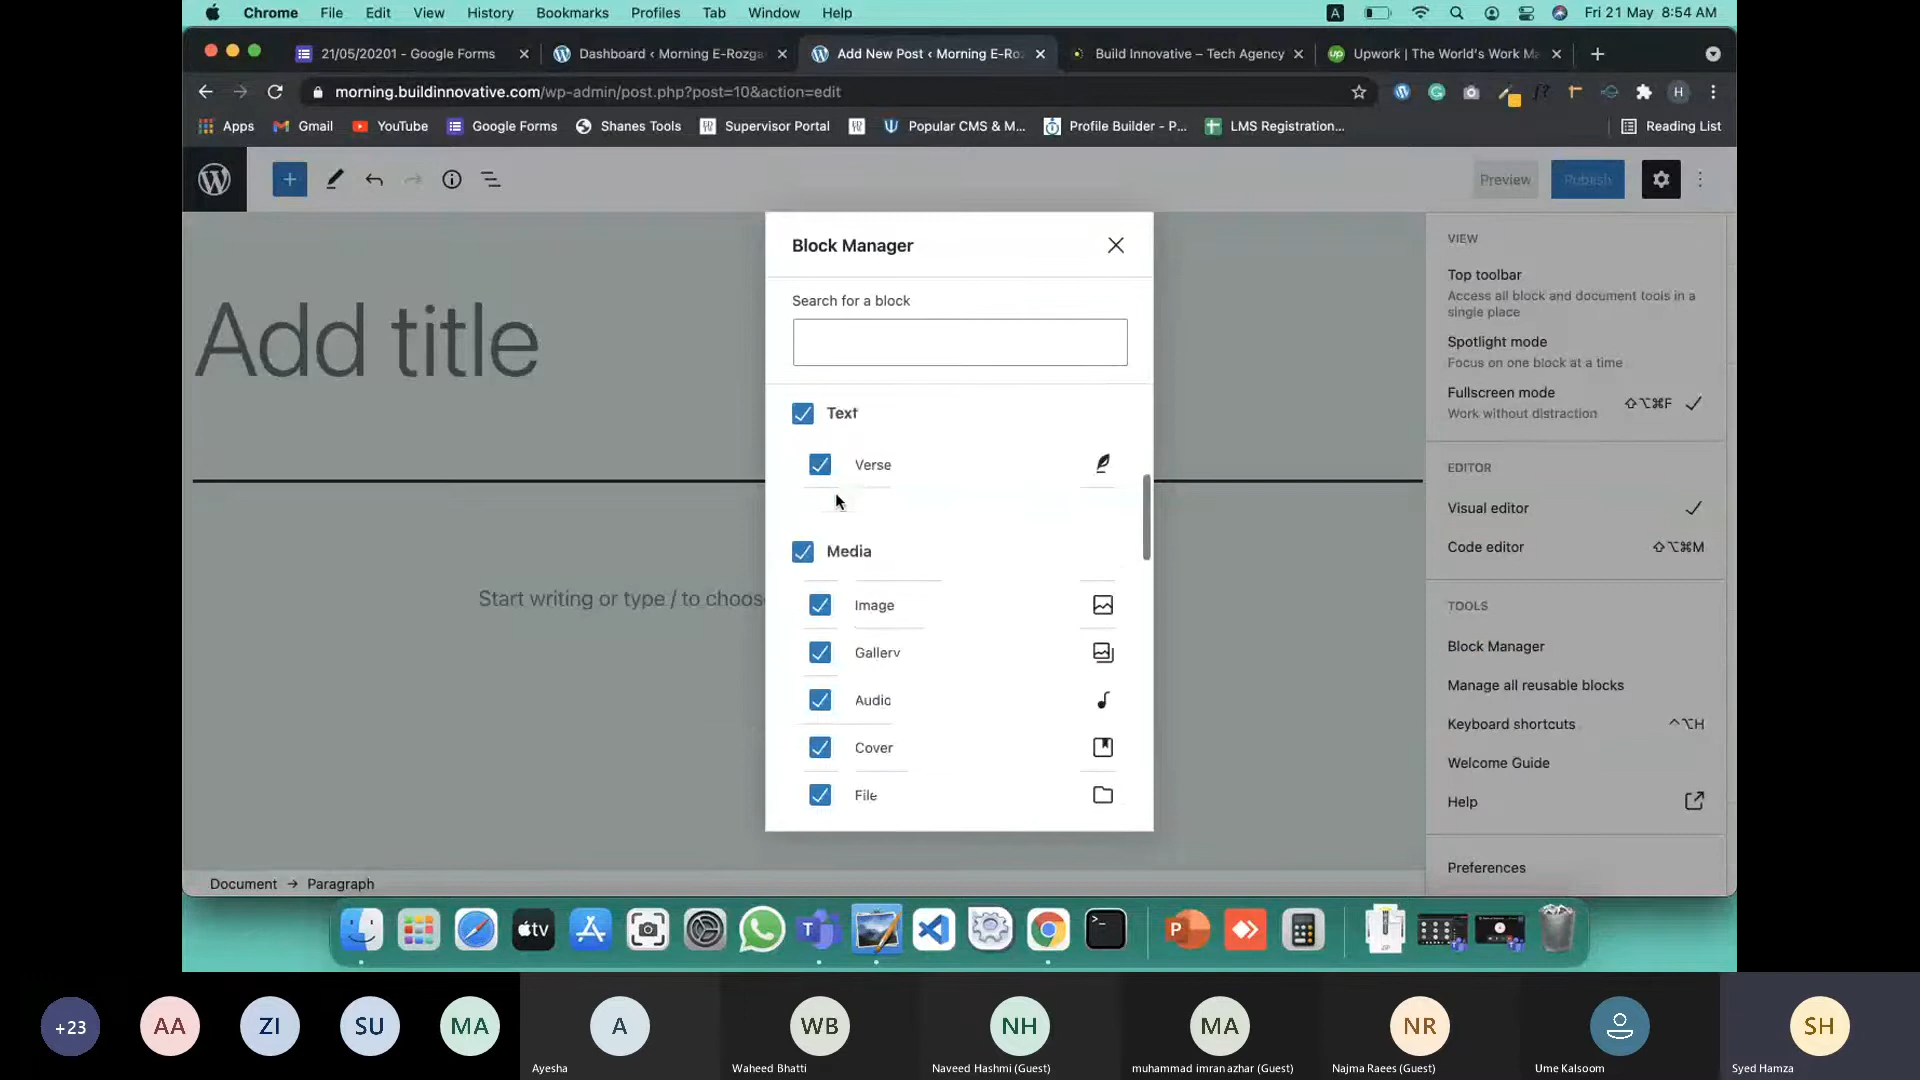 Chrome File Edit View History Bookmarks Profiles Tab Window Help A Fri 21 May 8:54 AM
21/05/20201 - Google Forms Dashboard ‹ Morning E-Rozga Add New Post ‹ Morning E-Ro Build Innovative – Tech Agency Upwork | The World's Work Ma
morning.buildinnovative.com/wp-admin/post.php?post=10&action=edit H
Apps Gmail YouTube Google Forms Shanes Tools Supervisor Portal Popular CMS & M... Profile Builder - P... LMS Registration... Reading List
Preview Publish
Block Manager
Search for a block
Text
Verse
Media
Image
Gallery
Audio
Cover
File
Add title
Start writing or type / to choos
VIEW
Top toolbar
Access all block and document tools in a
single place
Spotlight mode
Focus on one block at a time
Fullscreen mode
Work without distraction
⇧⌥⌘F
EDITOR
Visual editor
Code editor ⇧⌥⌘M
TOOLS
Block Manager
Manage all reusable blocks
Keyboard shortcuts ^⌥H
Welcome Guide
Help
Preferences
Document → Paragraph
tv
T
P
ZIP
+23 AA ZI SU MA A WB NH MA NR SH
Ayesha Waheed Bhatti Naveed Hashmi (Guest) muhammad imran azhar (Guest) Najma Raees (Guest) Ume Kalsoom Syed Hamza